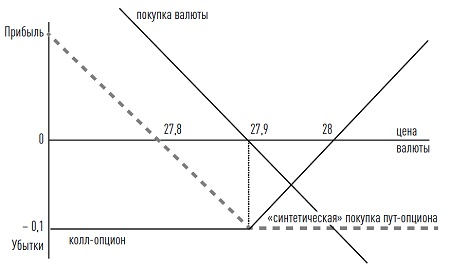 покупка валюты
Прибыль
27,8
27,9
28
0
цена
валюты
«синтетическая» покупка пут-опциона
– 0,1
колл-опцион
Убытки